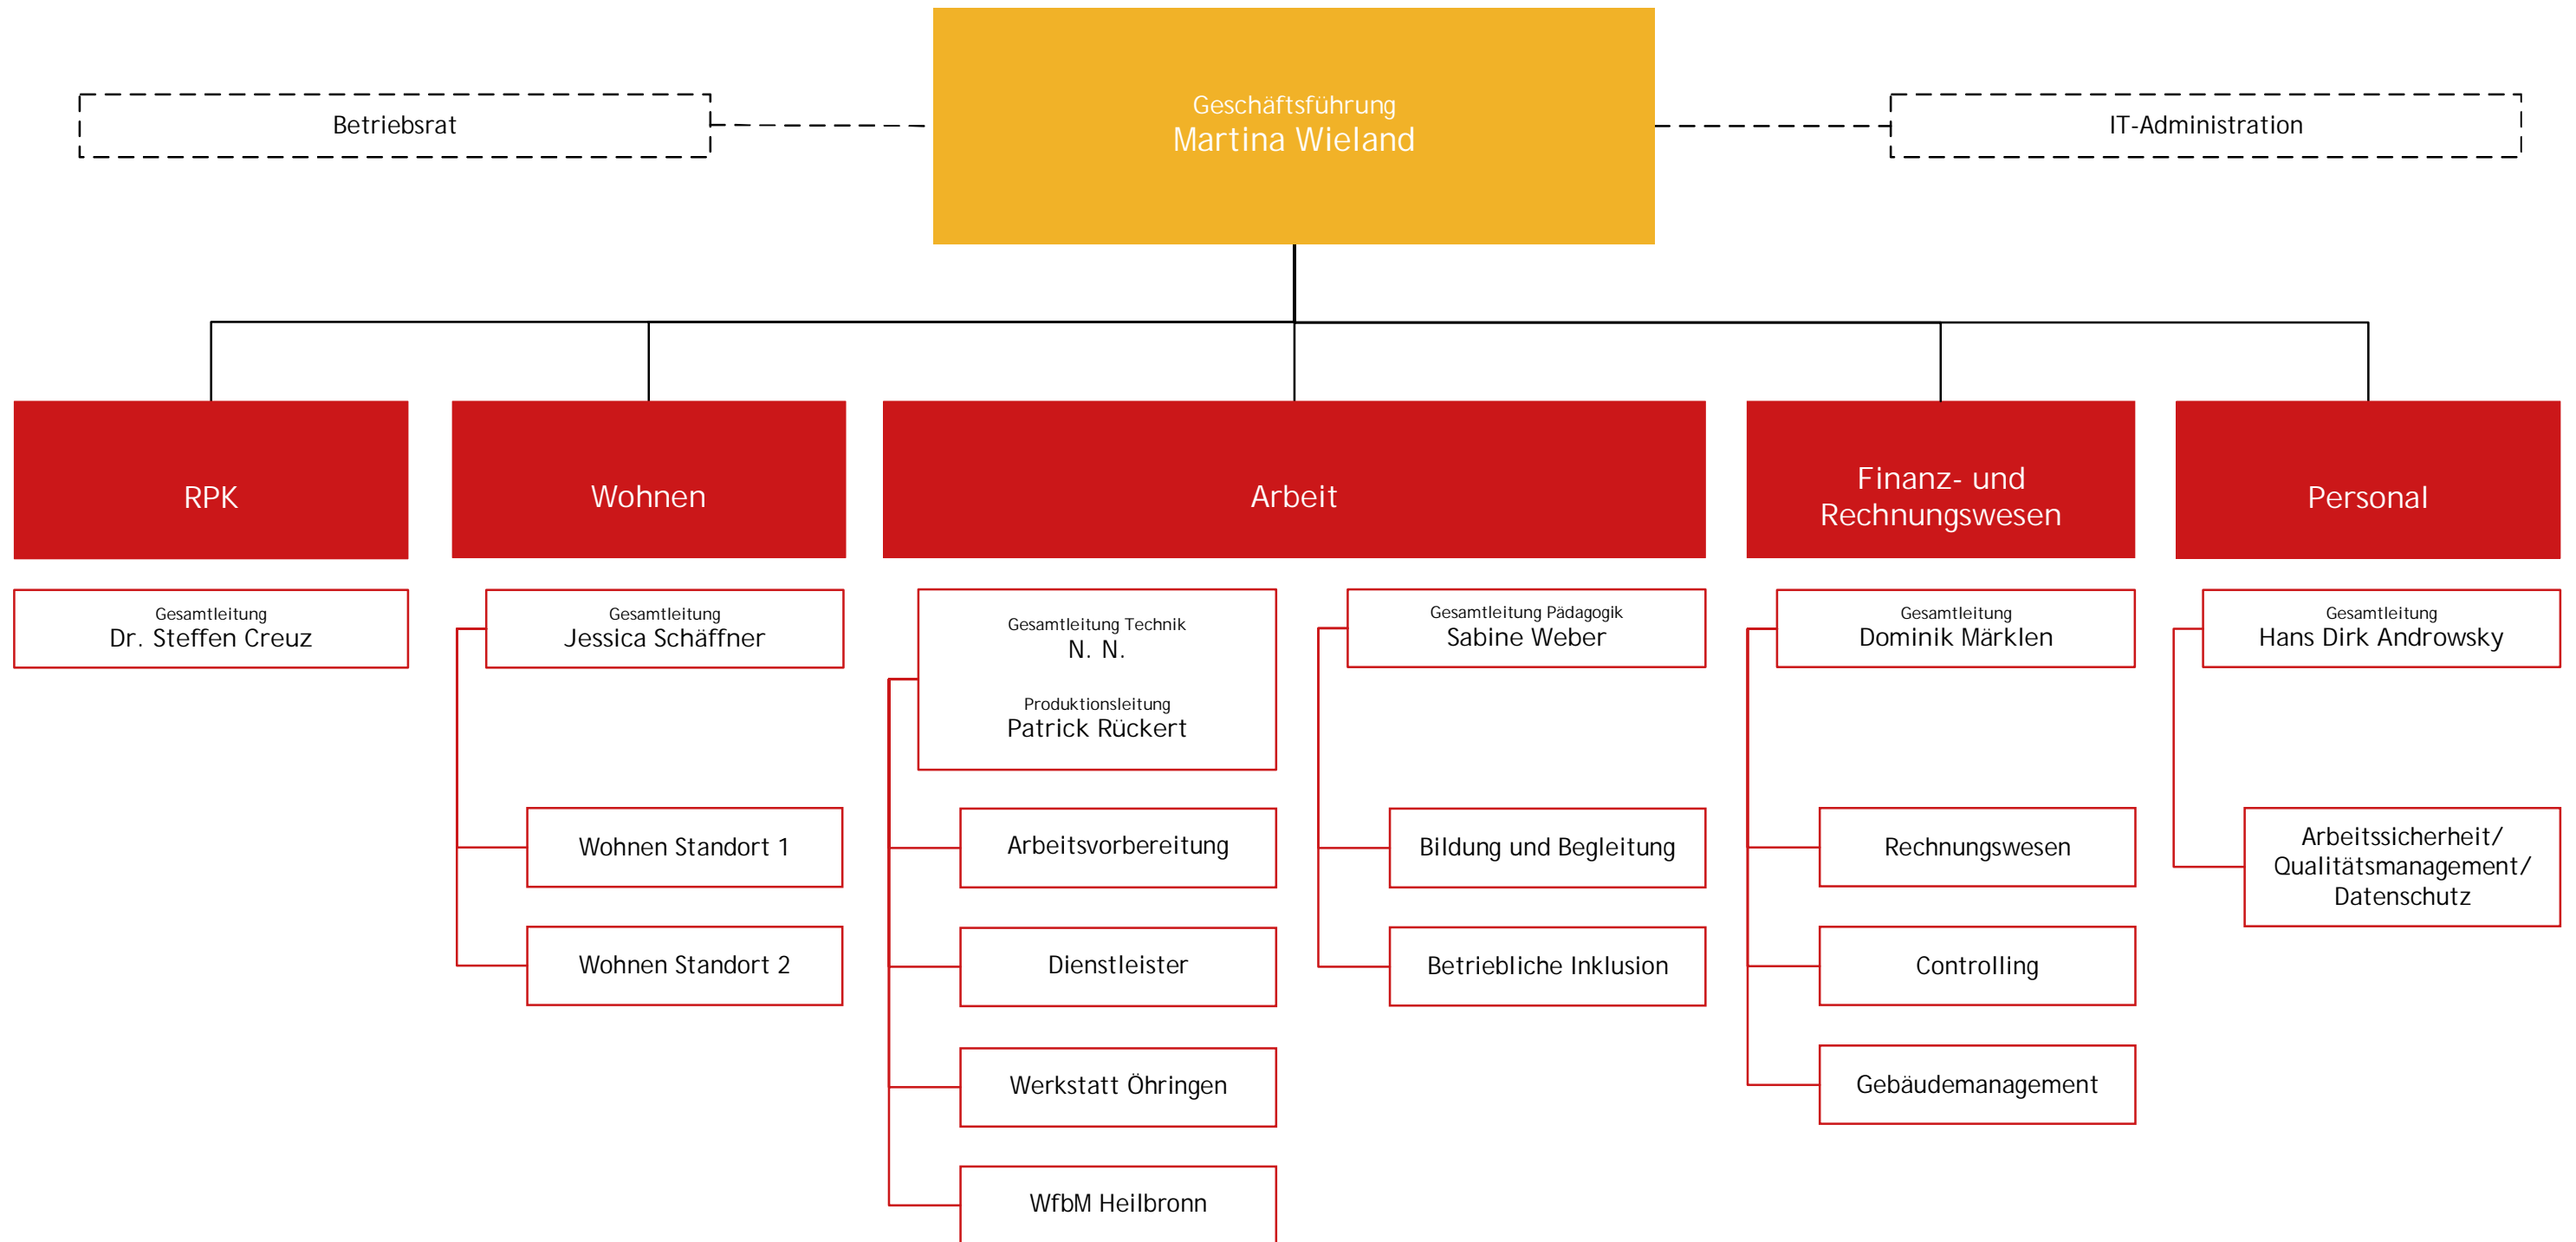 Betriebsrat
Geschäftsführung
Martina Wieland
IT-Administration
RPK
Wohnen
Arbeit
Finanz- und
Rechnungswesen
Personal
Gesamtleitung
Dr. Steffen Creuz
Gesamtleitung
Jessica Schäffner
Wohnen Standort 1
Wohnen Standort 2
Gesamtleitung Technik
N. N.
Produktionsleitung
Patrick Rückert
Arbeitsvorbereitung
Dienstleister
Werkstatt Öhringen
WfbM Heilbronn
Gesamtleitung Pädagogik
Sabine Weber
Bildung und Begleitung
Betriebliche Inklusion
Gesamtleitung
Dominik Märklen
Rechnungswesen
Controlling
Gebäudemanagement
Gesamtleitung
Hans Dirk Androwsky
Arbeitssicherheit/
Qualitätsmanagement/
Datenschutz